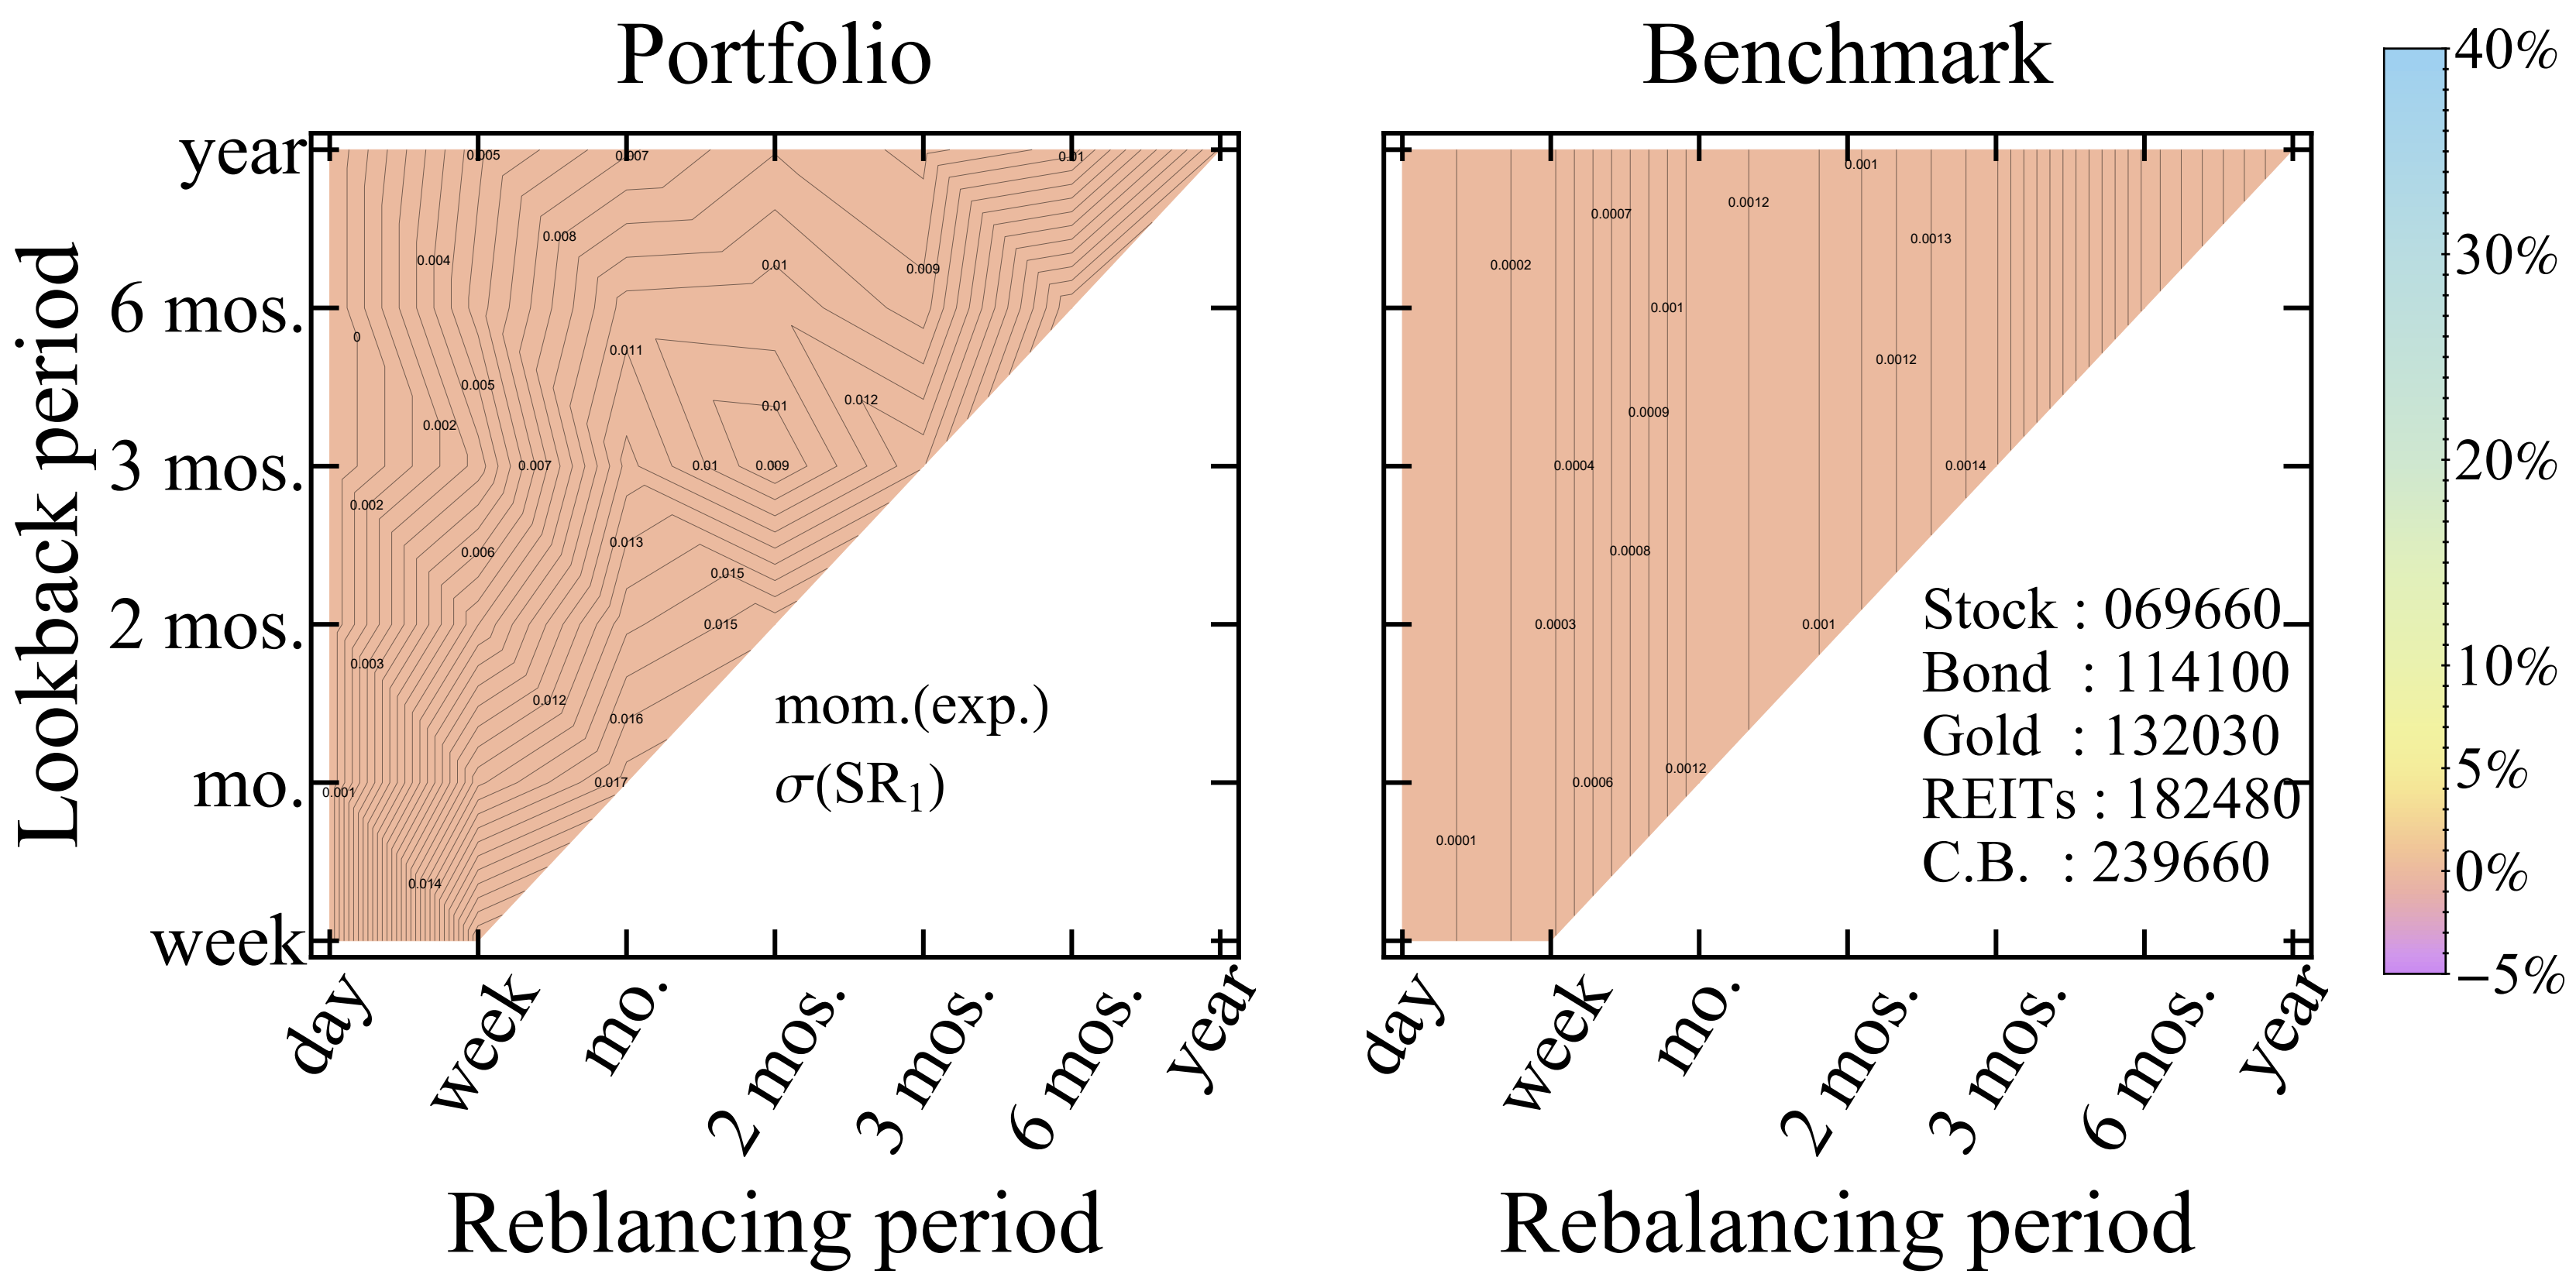 Portfolio
Benchmark
Lookback period
year
6 mos.
3 mos.
2 mos.
mo.
week
0.005
0.007
0.01
0.008
0.004
0.01
0.009
0
0.011
0.005
0.012
0.01
0.002
0.007
0.01
0.009
0.002
0.013
0.006
0.015
0.015
0.003
0.012
0.016
0.017
0.001
0.014
mom.(exp.)
σ(SR₁)
day
week
mo.
2 mos.
3 mos.
6 mos.
year
Reblancing period
0.001
0.0012
0.0007
0.0013
0.0002
0.001
0.0012
0.0009
0.0004
0.0014
0.0008
0.0003
0.001
0.0012
0.0006
0.0001
Stock : 069660
Bond : 114100
Gold : 132030
REITs : 182480
C.B. : 239660
day
week
mo.
2 mos.
3 mos.
6 mos.
year
Rebalancing period
40%
30%
20%
10%
5%
0%
−5%